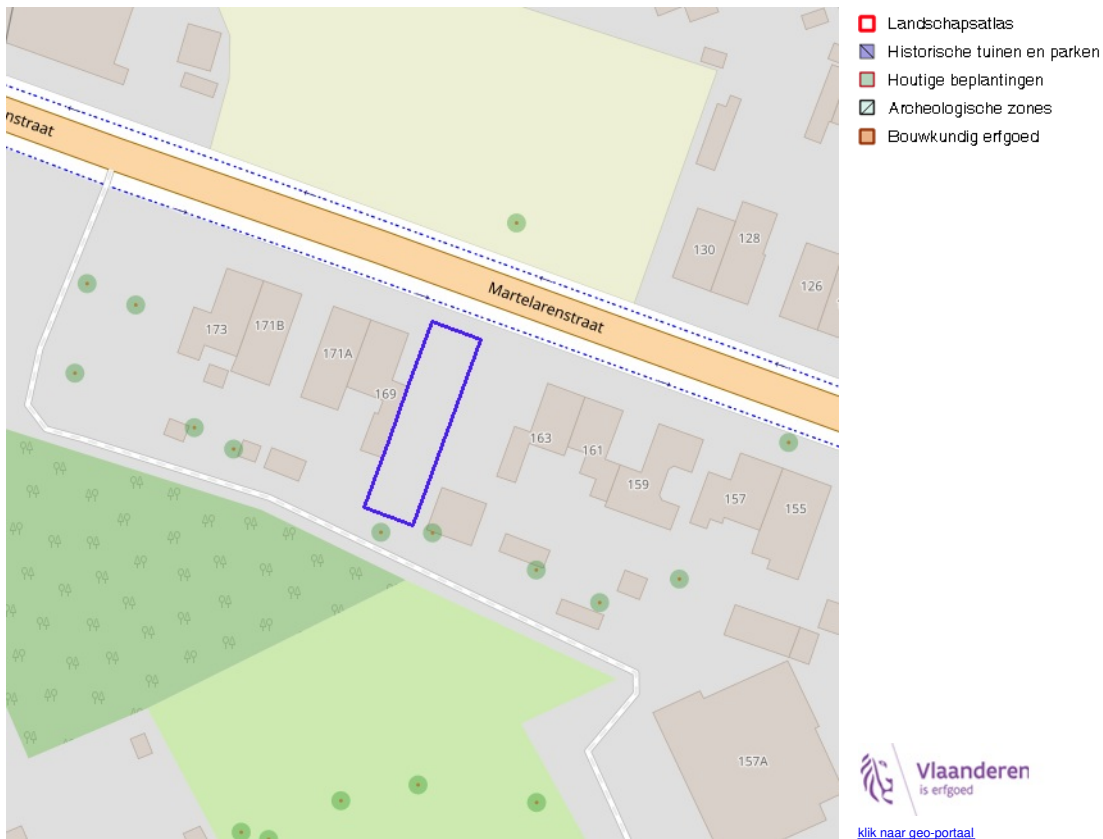 Landschapsatlas
Historische tuinen en parken
Houtige beplantingen
Archeologische zones
Bouwkundig erfgoed
nstraat
Martelarenstraat
130
128
126
173
171B
171A
169
163
161
159
157
155
157A
Vlaanderen
is erfgoed
klik naar geo-portaal